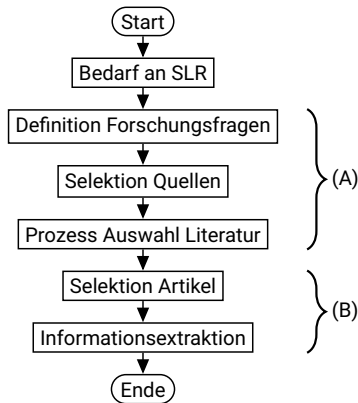 Start
Bedarf an SLR
Definition Forschungsfragen
Selektion Quellen
(A)
Prozess Auswahl Literatur
Selektion Artikel
(B)
Informationsextraktion
Ende